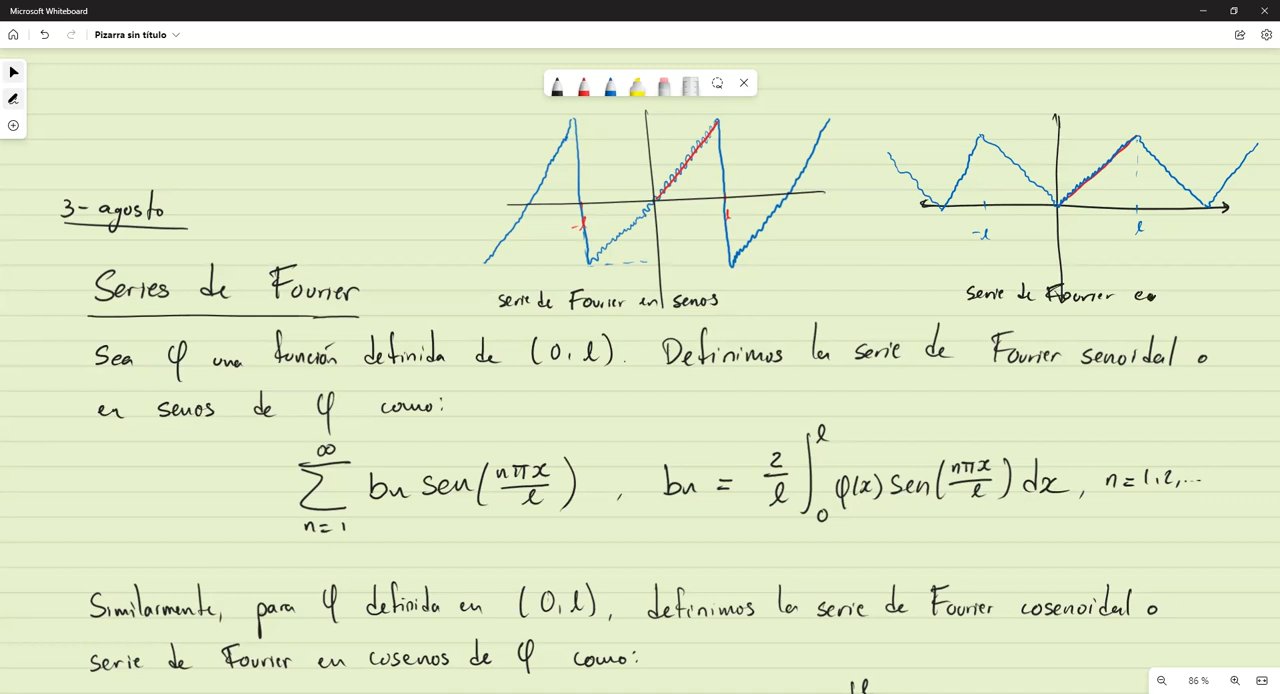 Microsoft Whiteboard
Pizarra sin título
-l
l
serie de Fourier en senos
-l
l
serie de Fourier en
3-agosto
Series de Fourier
Sea φ una función definida de (0, l). Definimos la serie de Fourier senoidal o
en senos de φ como:
∑_{n=1}^{∞} bn sen(nπx/l) , bn = 2/l ∫_0^l φ(x) sen(nπx/l) dx, n=1,2,...
Similarmente, para φ definida en (0, l), definimos la serie de Fourier cosenoidal o
serie de Fourier en cosenos de φ como:
86 %